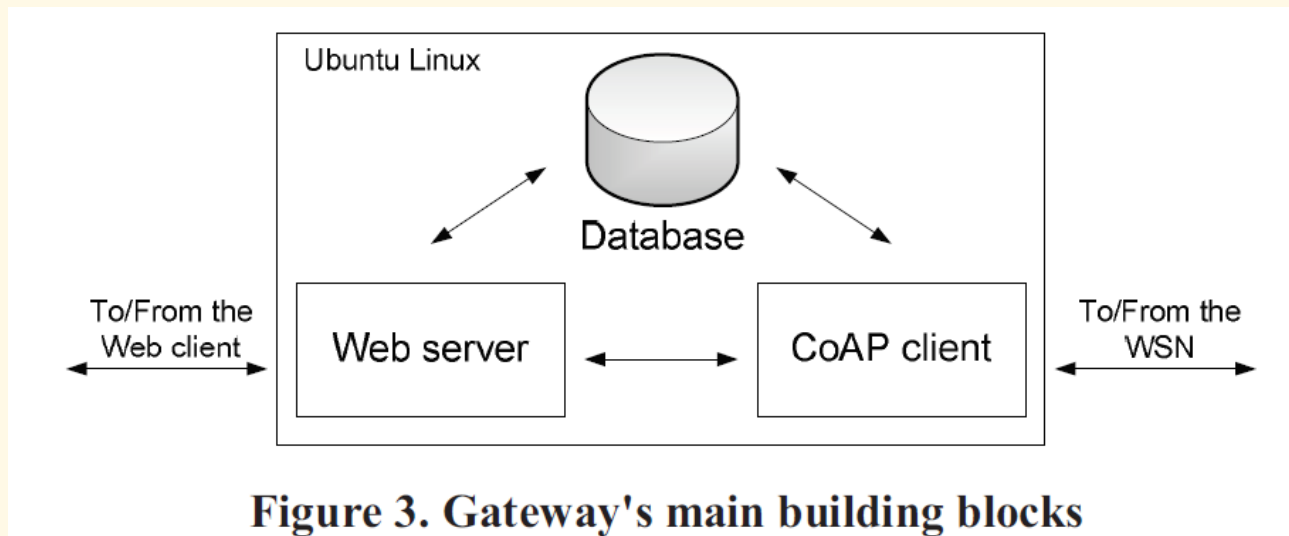 Ubuntu Linux
Database
To/From the
Web client
Web server
CoAP client
To/From the
WSN
Figure 3. Gateway's main building blocks